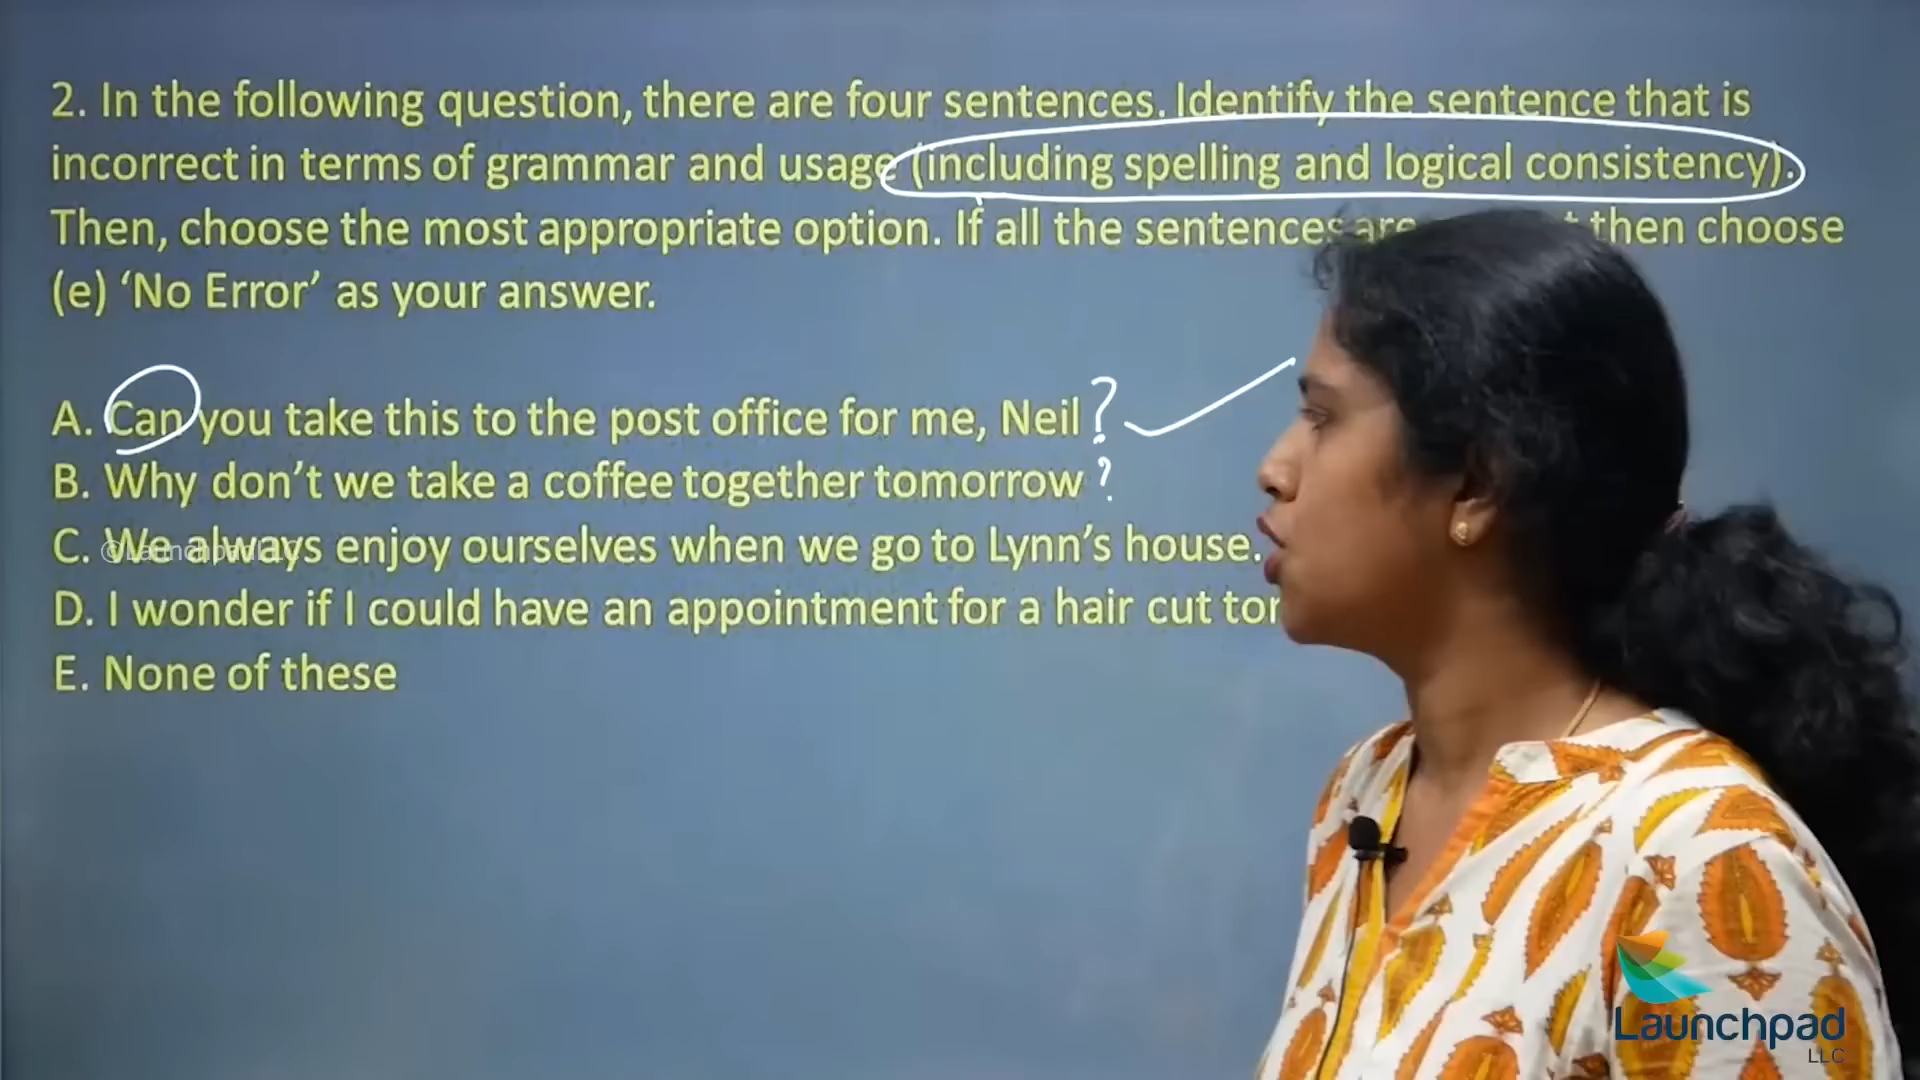 2. In the following question, there are four sentences. Identify the sentence that is
incorrect in terms of grammar and usage (including spelling and logical consistency).
Then, choose the most appropriate option. If all the sentences are then choose
(e) ‘No Error’ as your answer.
A. Can you take this to the post office for me, Neil ?
B. Why don’t we take a coffee together tomorrow ?
C. We always enjoy ourselves when we go to Lynn’s house.
©LaunchpadLLC
D. I wonder if I could have an appointment for a hair cut
E. None of these
Launchpad
LLC